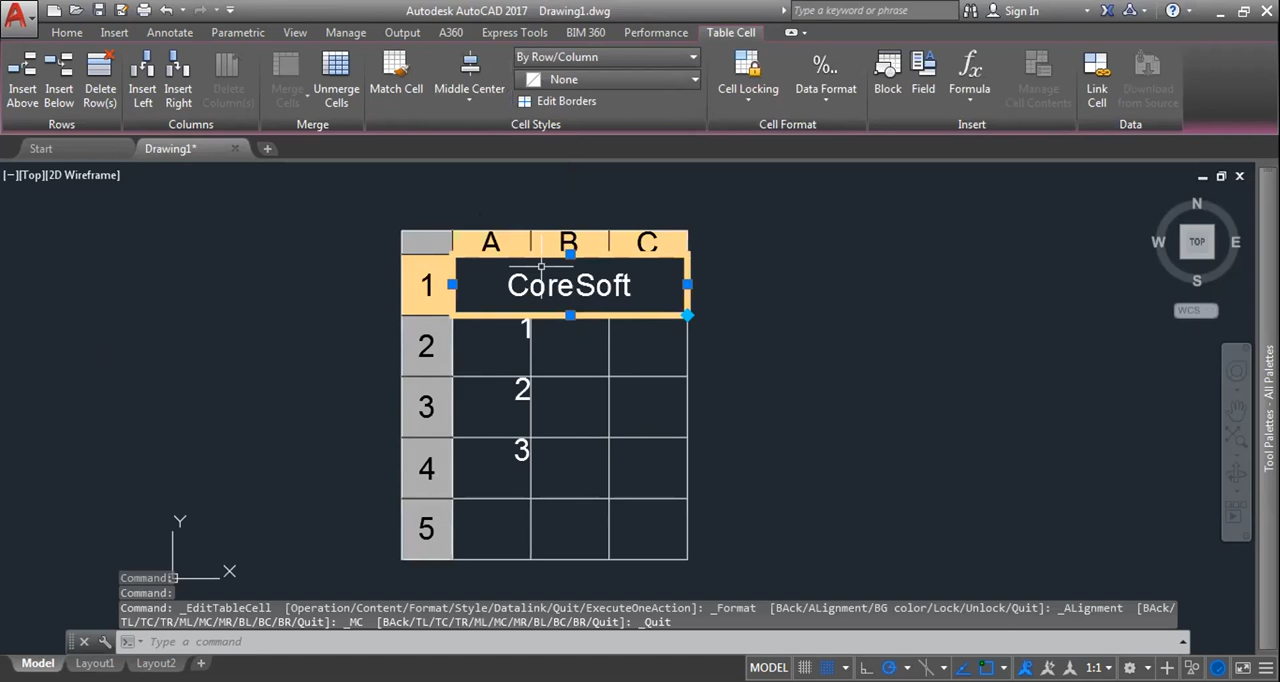 Autodesk AutoCAD 2017 Drawing1.dwg
Type a keyword or phrase
Sign In
Home Insert Annotate Parametric View Manage Output A360 Express Tools BIM 360 Performance Table Cell
Insert Above
Insert Below
Delete Row(s)
Rows
Insert Left
Insert Right
Delete Column(s)
Columns
Merge Cells
Unmerge Cells
Merge
Match Cell
Middle Center
By Row/Column
None
Edit Borders
Cell Styles
Cell Locking
%..
Data Format
Cell Format
Block
Field
fx
Formula
Manage Cell Contents
Insert
Link Cell
Download from Source
Data
Start
Drawing1*
[−][Top][2D Wireframe]
N
W TOP E
S
WCS
A B C
1 CoreSoft
2 1
3 2
4 3
5
Y
X
Tool Palettes - All Palettes
Command:
Command:
Command: _EditTableCell [Operation/Content/Format/Style/Datalink/Quit/ExecuteOneAction]: _Format [BAck/ALignment/BG color/Lock/Unlock/Quit]: _ALignment [BAck/
TL/TC/TR/ML/MC/MR/BL/BC/BR/Quit]: _MC [BAck/TL/TC/TR/ML/MC/MR/BL/BC/BR/Quit]: _Quit
Type a command
Model Layout1 Layout2
MODEL 1:1